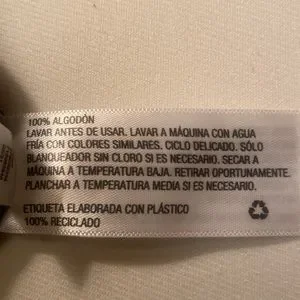 100% ALGODÓN
LAVAR ANTES DE USAR. LAVAR A MÁQUINA CON AGUA
FRÍA CON COLORES SIMILARES. CICLO DELICADO. SÓLO
BLANQUEADOR SIN CLORO SI ES NECESARIO. SECAR A
MÁQUINA A TEMPERATURA BAJA. RETIRAR OPORTUNAMENTE.
PLANCHAR A TEMPERATURA MEDIA SI ES NECESARIO.
ETIQUETA ELABORADA CON PLÁSTICO
100% RECICLADO